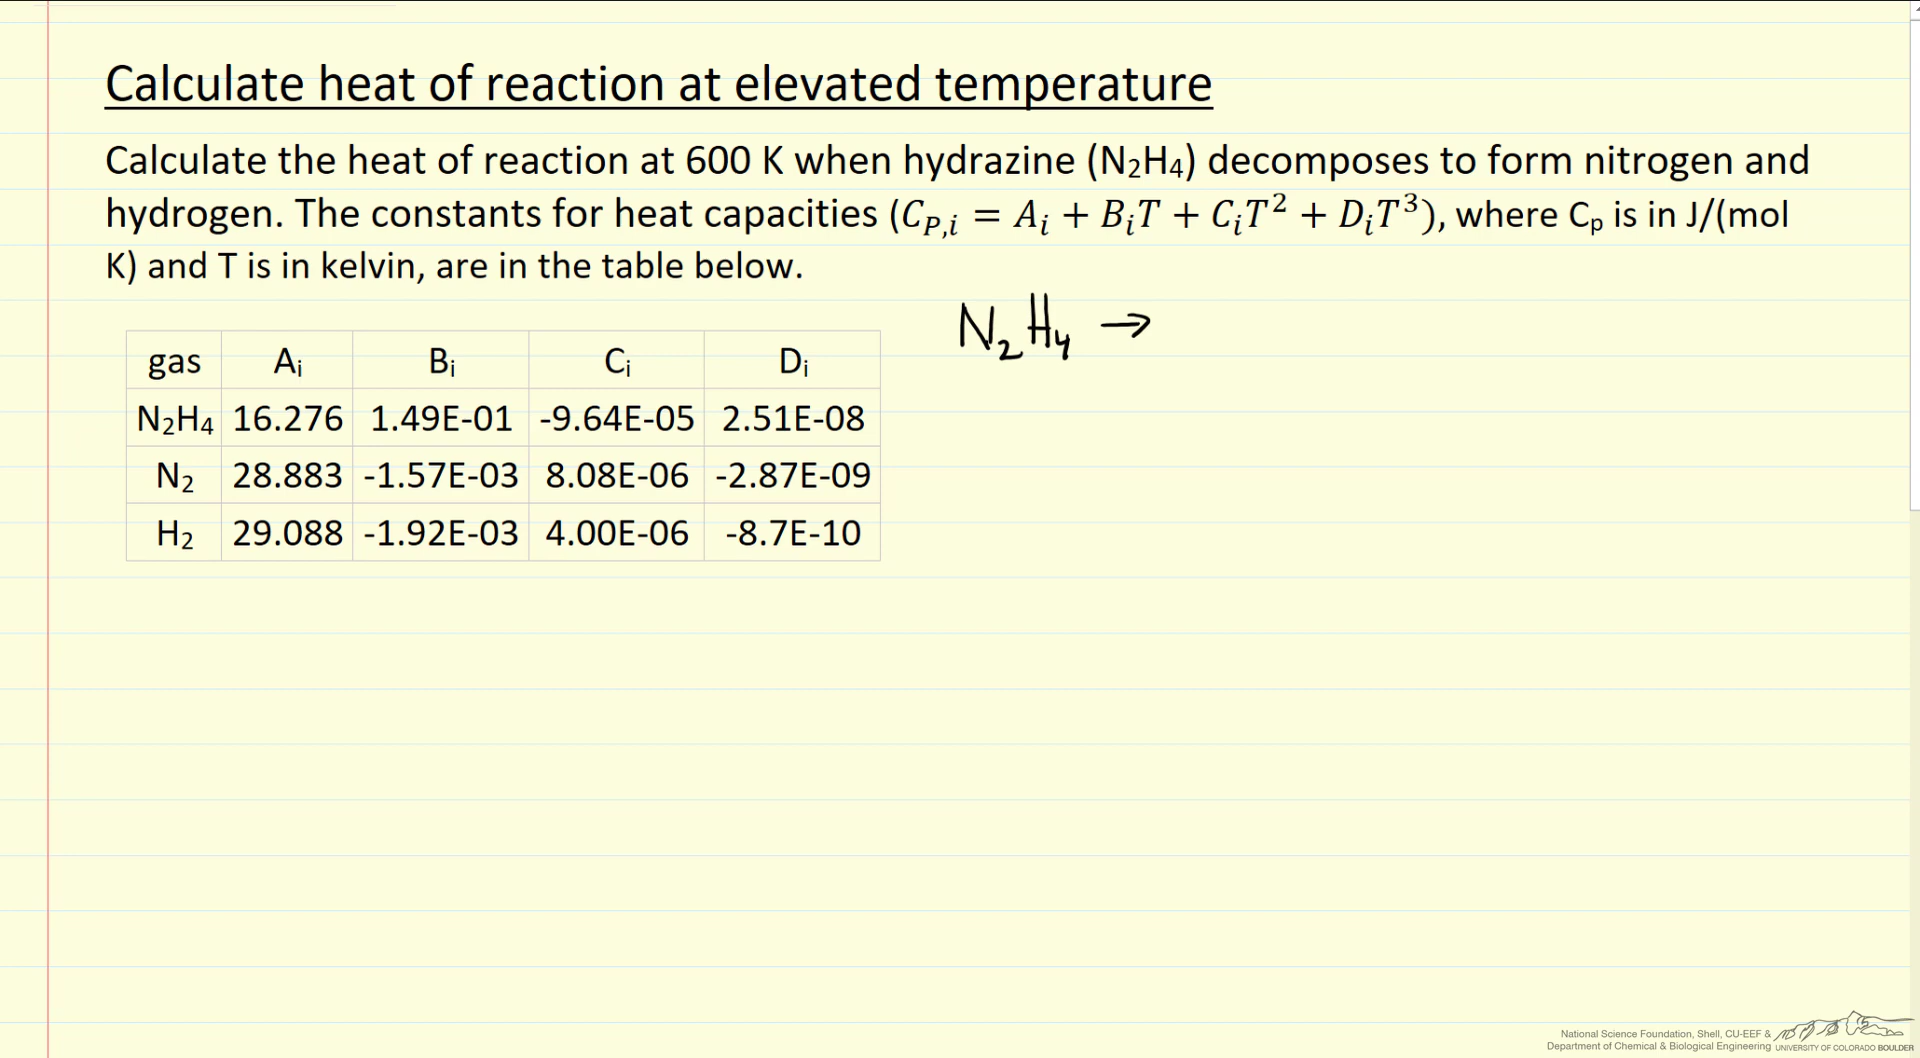 Calculate heat of reaction at elevated temperature
Calculate the heat of reaction at 600 K when hydrazine (N₂H₄) decomposes to form nitrogen and
hydrogen. The constants for heat capacities (C_{P,i} = A_i + B_iT + C_iT² + D_iT³), where Cₚ is in J/(mol
K) and T is in kelvin, are in the table below.
N₂H₄ →
gas Aᵢ Bᵢ Cᵢ Dᵢ
N₂H₄ 16.276 1.49E-01 -9.64E-05 2.51E-08
N₂ 28.883 -1.57E-03 8.08E-06 -2.87E-09
H₂ 29.088 -1.92E-03 4.00E-06 -8.7E-10
National Science Foundation, Shell, CU-EEF &
Department of Chemical & Biological Engineering UNIVERSITY OF COLORADO BOULDER